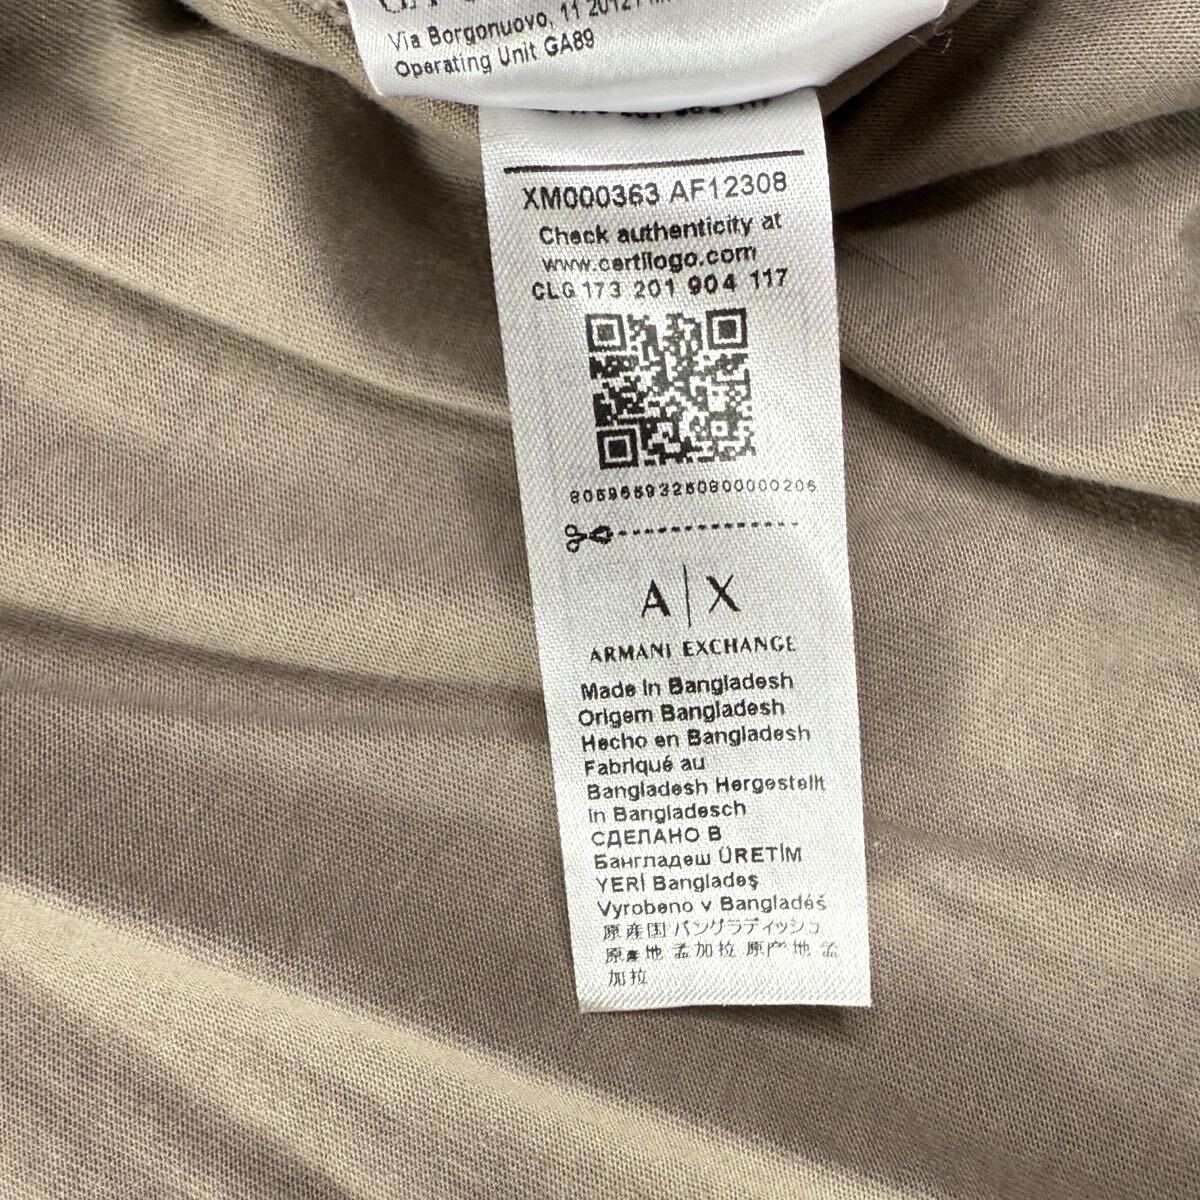 Via Borgonuovo, 11 20121
Operating Unit GA89
XM000363 AF12308
Check authenticity at
www.certilogo.com
CLG 173 201 904 117
80596593250800000206
A|X
ARMANI EXCHANGE
Made in Bangladesh
Origem Bangladesh
Hecho en Bangladesh
Fabriqué au
Bangladesh Hergestellt
in Bangladesch
СДЕЛАНО В
Бангладеш ÜRETİM
YERİ Bangladeş
Vyrobeno v Bangladéš
原産国 バングラディッシュ
原產地 孟加拉 原产地 孟
加拉